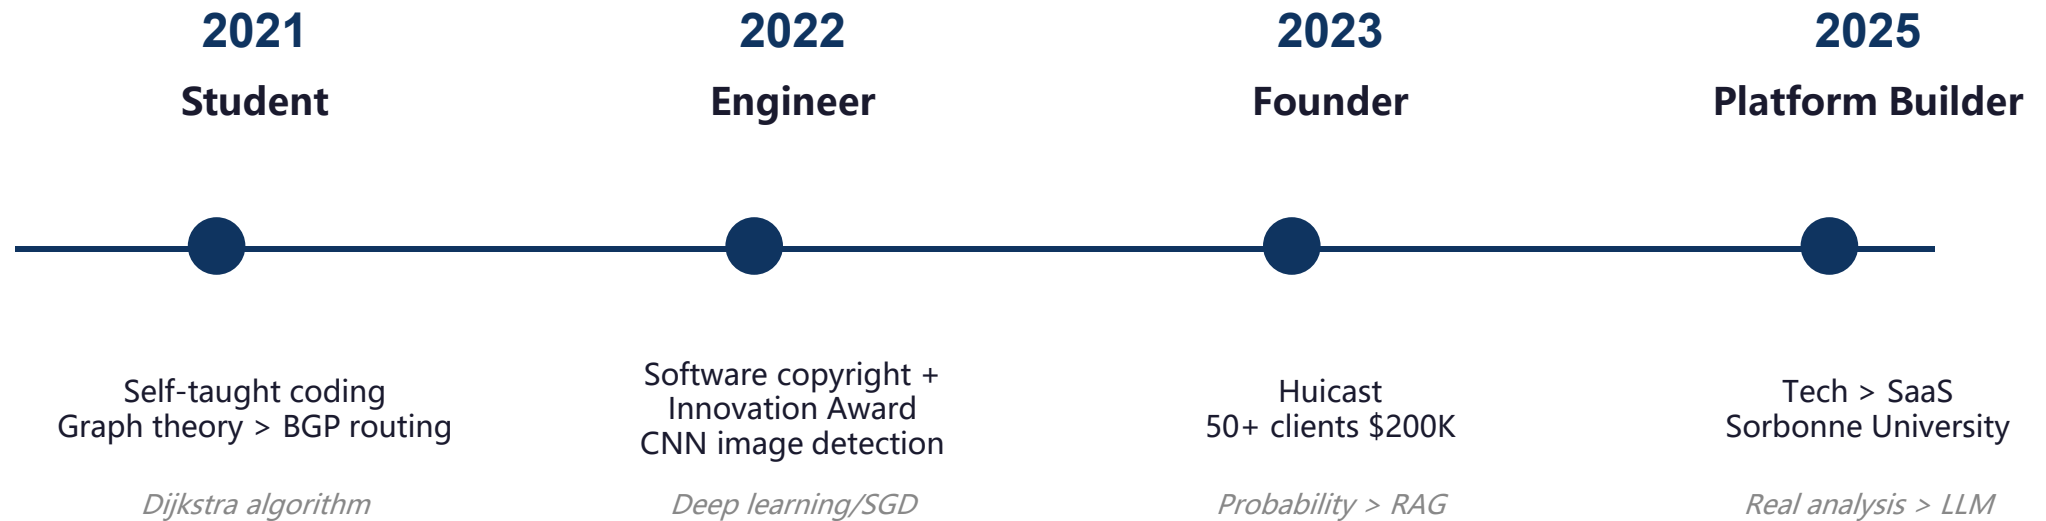 2021
Student
Self-taught coding
Graph theory > BGP routing
Dijkstra algorithm
2022
Engineer
Software copyright +
Innovation Award
CNN image detection
Deep learning/SGD
2023
Founder
Huicast
50+ clients $200K
Probability > RAG
2025
Platform Builder
Tech > SaaS
Sorbonne University
Real analysis > LLM